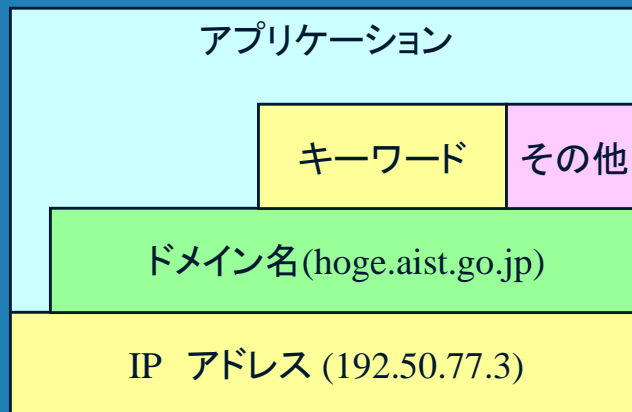 アプリケーション
キーワード その他
ドメイン名(hoge.aist.go.jp)
IP アドレス (192.50.77.3)